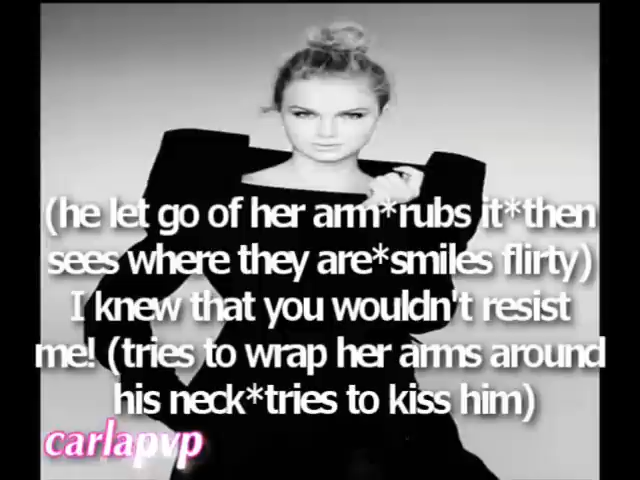 (he let go of her arm*rubs it*then
sees where they are*smiles flirty)
I knew that you wouldn't resist
me! (tries to wrap her arms around
his neck*tries to kiss him)
carlapvp